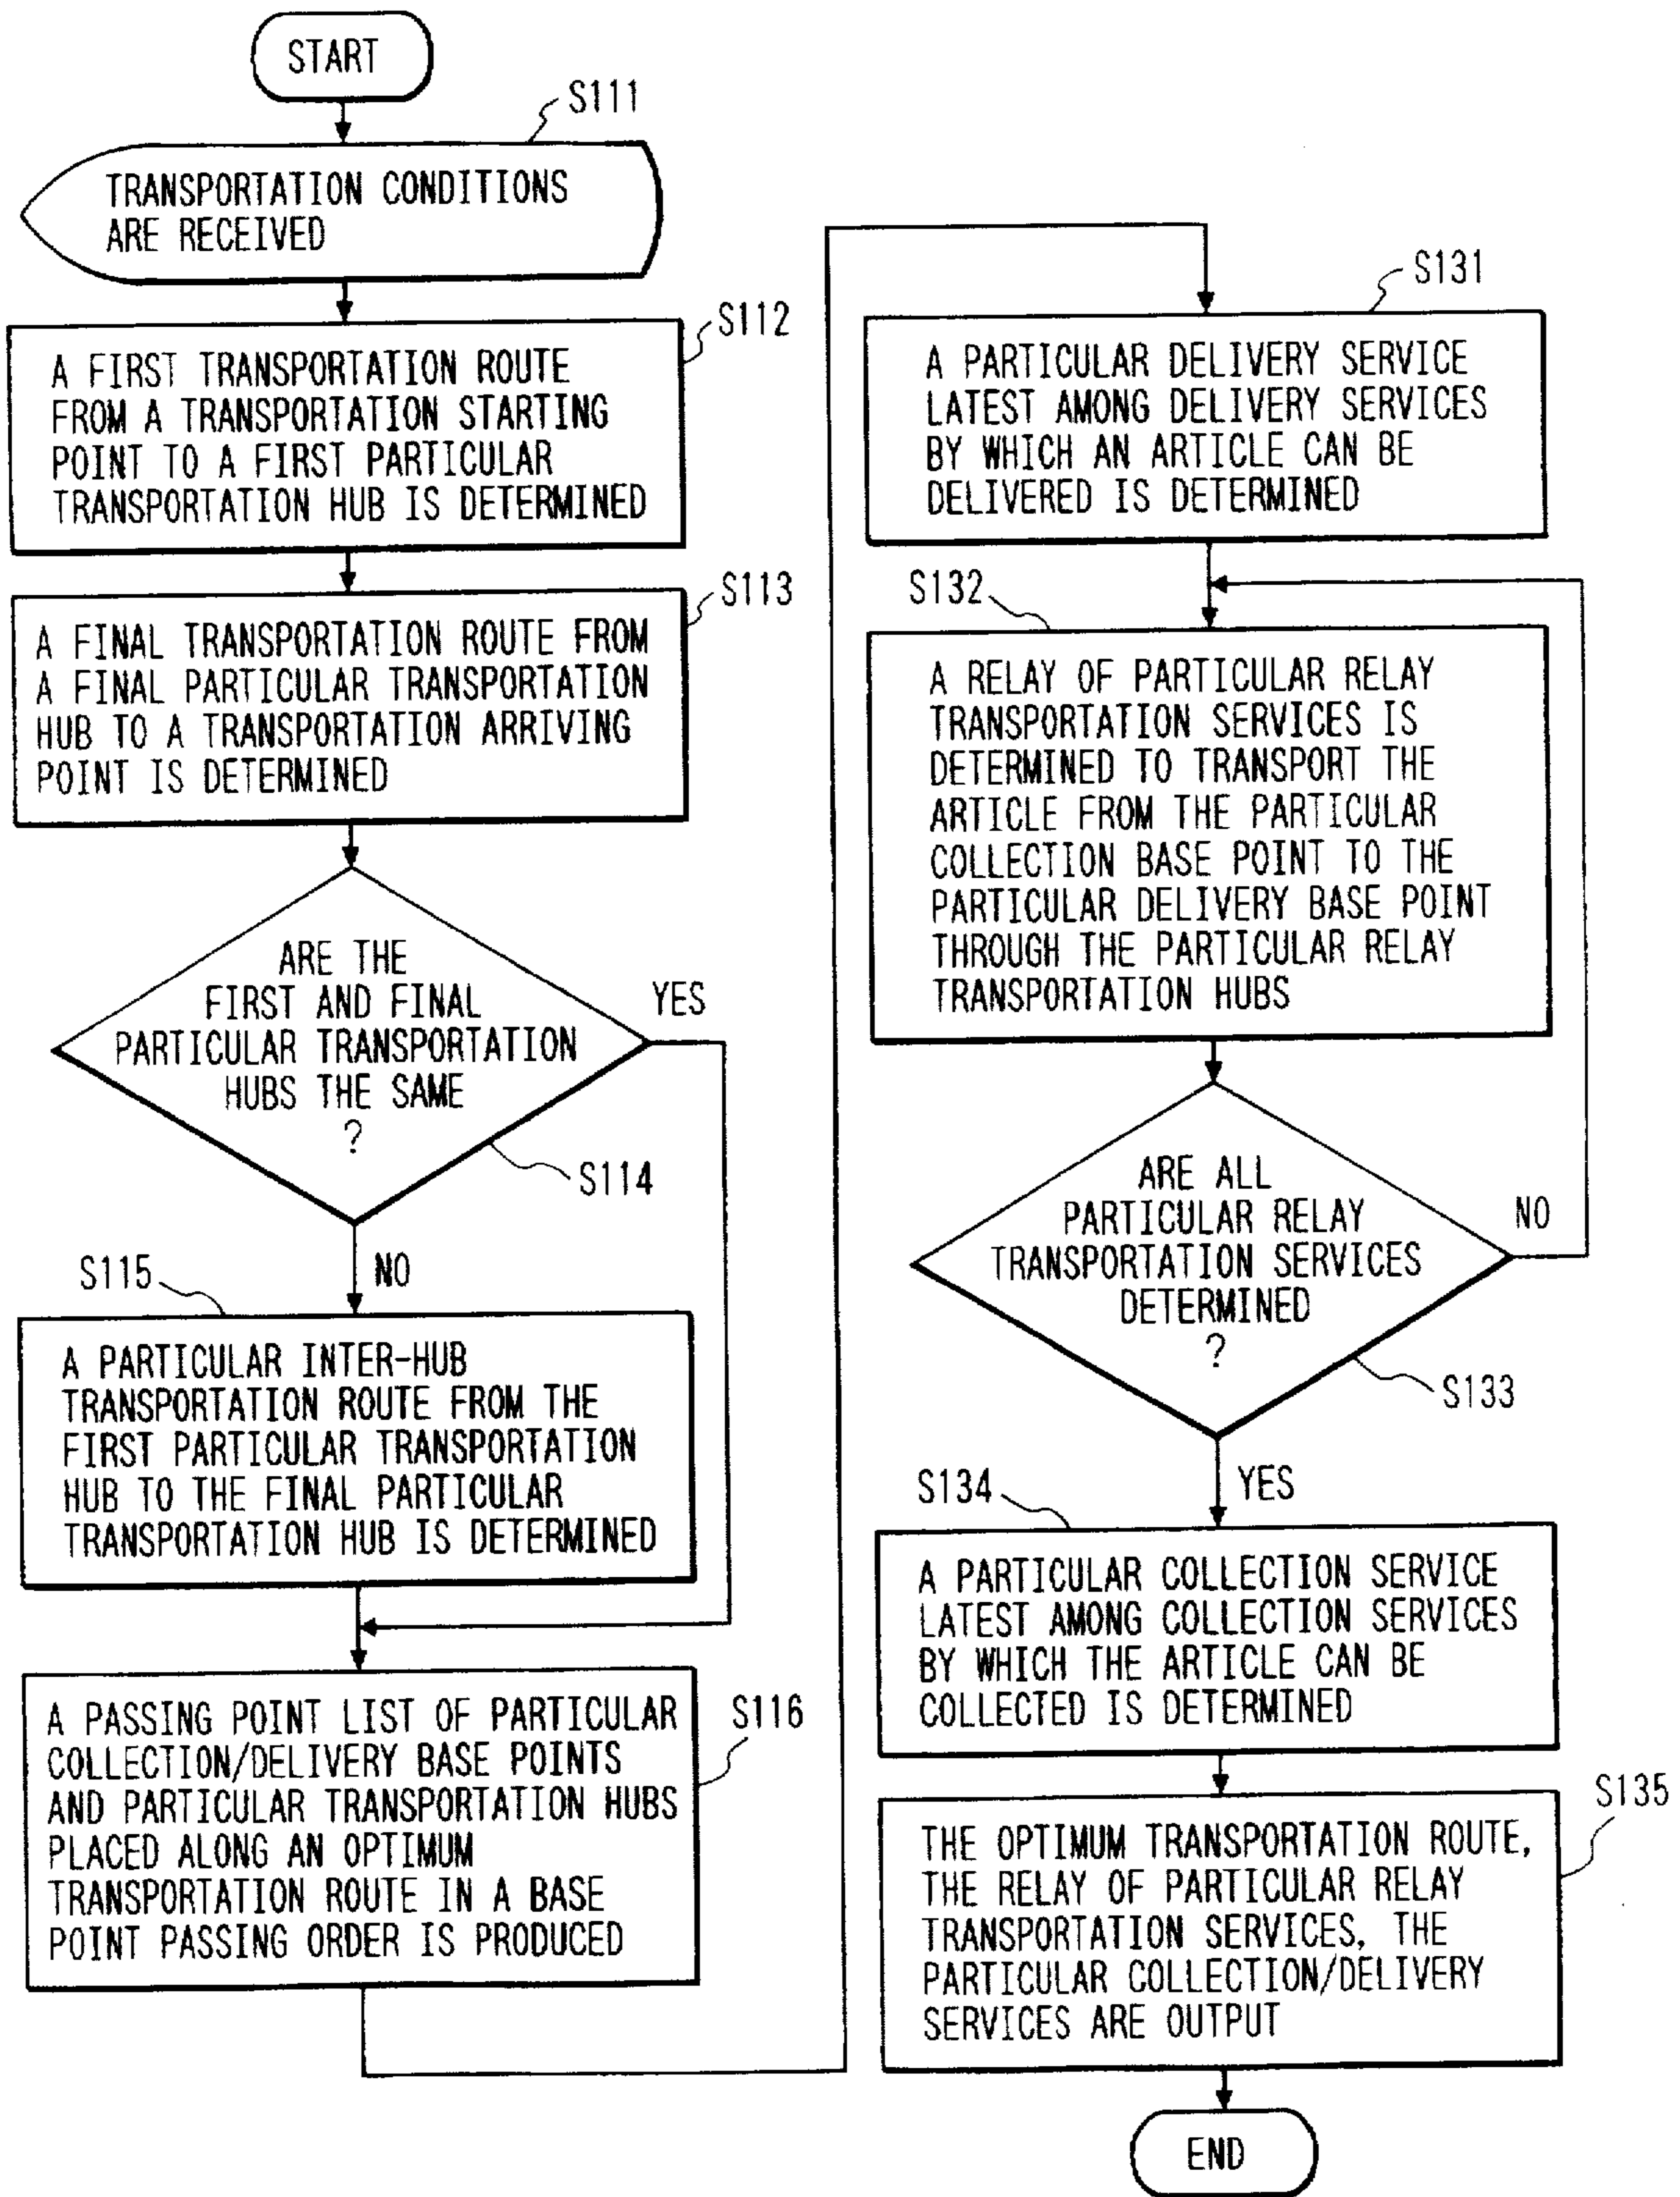 START
S111
TRANSPORTATION CONDITIONS
ARE RECEIVED
S112
A FIRST TRANSPORTATION ROUTE
FROM A TRANSPORTATION STARTING
POINT TO A FIRST PARTICULAR
TRANSPORTATION HUB IS DETERMINED
S113
A FINAL TRANSPORTATION ROUTE FROM
A FINAL PARTICULAR TRANSPORTATION
HUB TO A TRANSPORTATION ARRIVING
POINT IS DETERMINED
ARE THE
FIRST AND FINAL
PARTICULAR TRANSPORTATION
HUBS THE SAME
?
YES
S114
NO
S115
A PARTICULAR INTER-HUB
TRANSPORTATION ROUTE FROM THE
FIRST PARTICULAR TRANSPORTATION
HUB TO THE FINAL PARTICULAR
TRANSPORTATION HUB IS DETERMINED
S116
A PASSING POINT LIST OF PARTICULAR
COLLECTION/DELIVERY BASE POINTS
AND PARTICULAR TRANSPORTATION HUBS
PLACED ALONG AN OPTIMUM
TRANSPORTATION ROUTE IN A BASE
POINT PASSING ORDER IS PRODUCED
S131
A PARTICULAR DELIVERY SERVICE
LATEST AMONG DELIVERY SERVICES
BY WHICH AN ARTICLE CAN BE
DELIVERED IS DETERMINED
S132
A RELAY OF PARTICULAR RELAY
TRANSPORTATION SERVICES IS
DETERMINED TO TRANSPORT THE
ARTICLE FROM THE PARTICULAR
COLLECTION BASE POINT TO THE
PARTICULAR DELIVERY BASE POINT
THROUGH THE PARTICULAR RELAY
TRANSPORTATION HUBS
ARE ALL
PARTICULAR RELAY
TRANSPORTATION SERVICES
DETERMINED
?
NO
S133
YES
S134
A PARTICULAR COLLECTION SERVICE
LATEST AMONG COLLECTION SERVICES
BY WHICH THE ARTICLE CAN BE
COLLECTED IS DETERMINED
S135
THE OPTIMUM TRANSPORTATION ROUTE,
THE RELAY OF PARTICULAR RELAY
TRANSPORTATION SERVICES, THE
PARTICULAR COLLECTION/DELIVERY
SERVICES ARE OUTPUT
END